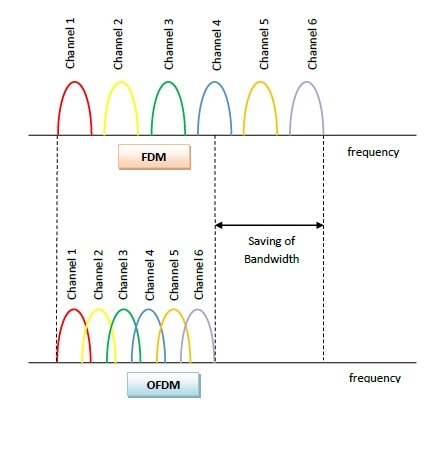 Channel 1
Channel 2
Channel 3
Channel 4
Channel 5
Channel 6
frequency
FDM
Saving of
Bandwidth
Channel 1
Channel 2
Channel 3
Channel 4
Channel 5
Channel 6
frequency
OFDM